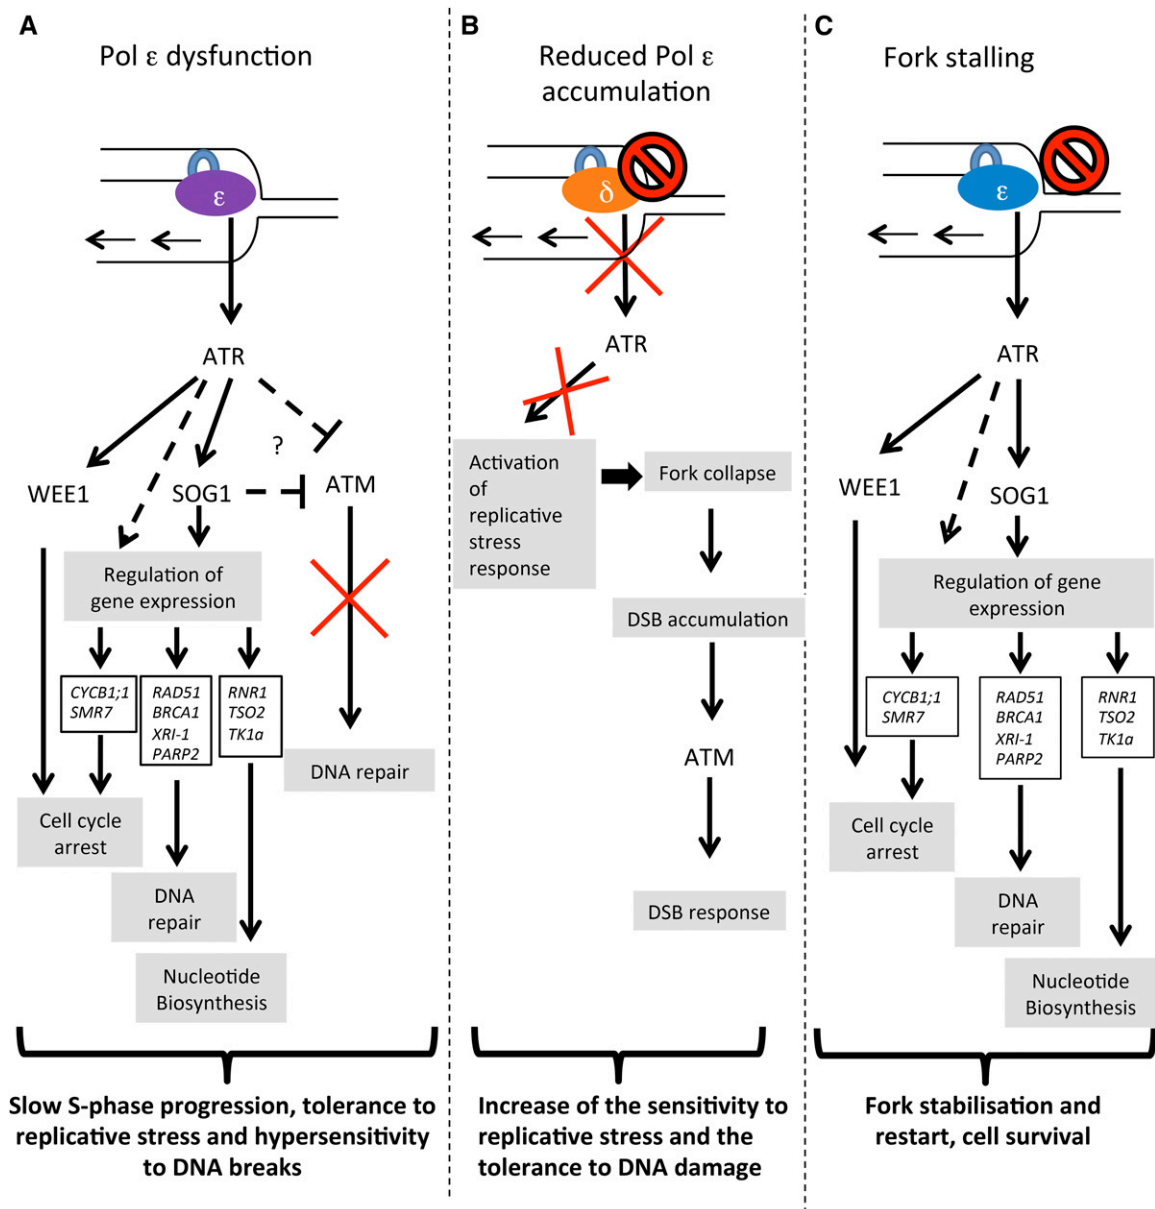 A
Pol ε dysfunction
ε
ATR
?
WEE1
SOG1
ATM
Regulation of
gene expression
CYCB1;1
SMR7
RAD51
BRCA1
XRI-1
PARP2
RNR1
TSO2
TK1a
DNA repair
Cell cycle
arrest
DNA
repair
Nucleotide
Biosynthesis
Slow S-phase progression, tolerance to
replicative stress and hypersensitivity
to DNA breaks
B
Reduced Pol ε
accumulation
δ
ATR
Activation
of
replicative
stress
response
Fork collapse
DSB accumulation
ATM
DSB response
Increase of the sensitivity to
replicative stress and the
tolerance to DNA damage
C
Fork stalling
ε
ATR
WEE1
SOG1
Regulation of gene
expression
CYCB1;1
SMR7
RAD51
BRCA1
XRI-1
PARP2
RNR1
TSO2
TK1a
Cell cycle
arrest
DNA
repair
Nucleotide
Biosynthesis
Fork stabilisation and
restart, cell survival